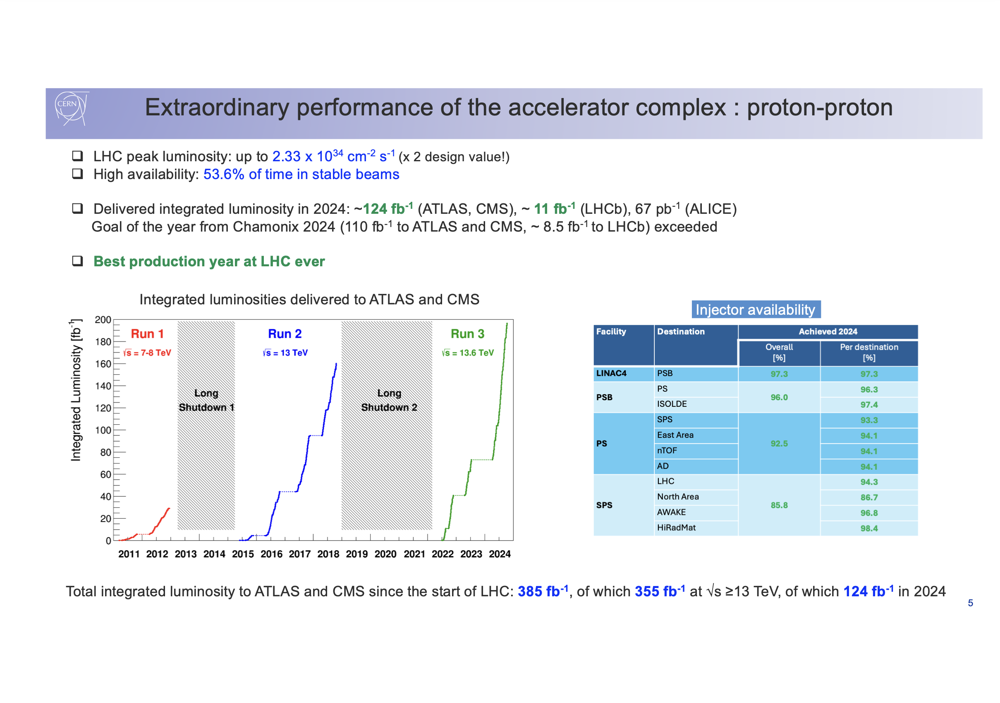 CERN
Extraordinary performance of the accelerator complex : proton-proton
❑ LHC peak luminosity: up to 2.33 x 10³⁴ cm⁻² s⁻¹ (x 2 design value!)
❑ High availability: 53.6% of time in stable beams
❑ Delivered integrated luminosity in 2024: ~124 fb⁻¹ (ATLAS, CMS), ~ 11 fb⁻¹ (LHCb), 67 pb⁻¹ (ALICE)
Goal of the year from Chamonix 2024 (110 fb⁻¹ to ATLAS and CMS, ~ 8.5 fb⁻¹ to LHCb) exceeded
❑ Best production year at LHC ever
Integrated luminosities delivered to ATLAS and CMS
Integrated Luminosity [fb⁻¹]
200
180
160
140
120
100
80
60
40
20
0
Run 1
√s = 7-8 TeV
Long
Shutdown 1
Run 2
√s = 13 TeV
Long
Shutdown 2
Run 3
√s = 13.6 TeV
2011 2012 2013 2014 2015 2016 2017 2018 2019 2020 2021 2022 2023 2024
Injector availability
Facility Destination Achieved 2024
Overall [%] Per destination [%]
LINAC4 PSB 97.3 97.3
PSB PS 96.0 96.3
ISOLDE 97.4
PS SPS 92.5 93.3
East Area 94.1
nTOF 94.1
AD 94.1
SPS LHC 85.8 94.3
North Area 86.7
AWAKE 96.8
HiRadMat 98.4
Total integrated luminosity to ATLAS and CMS since the start of LHC: 385 fb⁻¹, of which 355 fb⁻¹ at √s ≥13 TeV, of which 124 fb⁻¹ in 2024
5